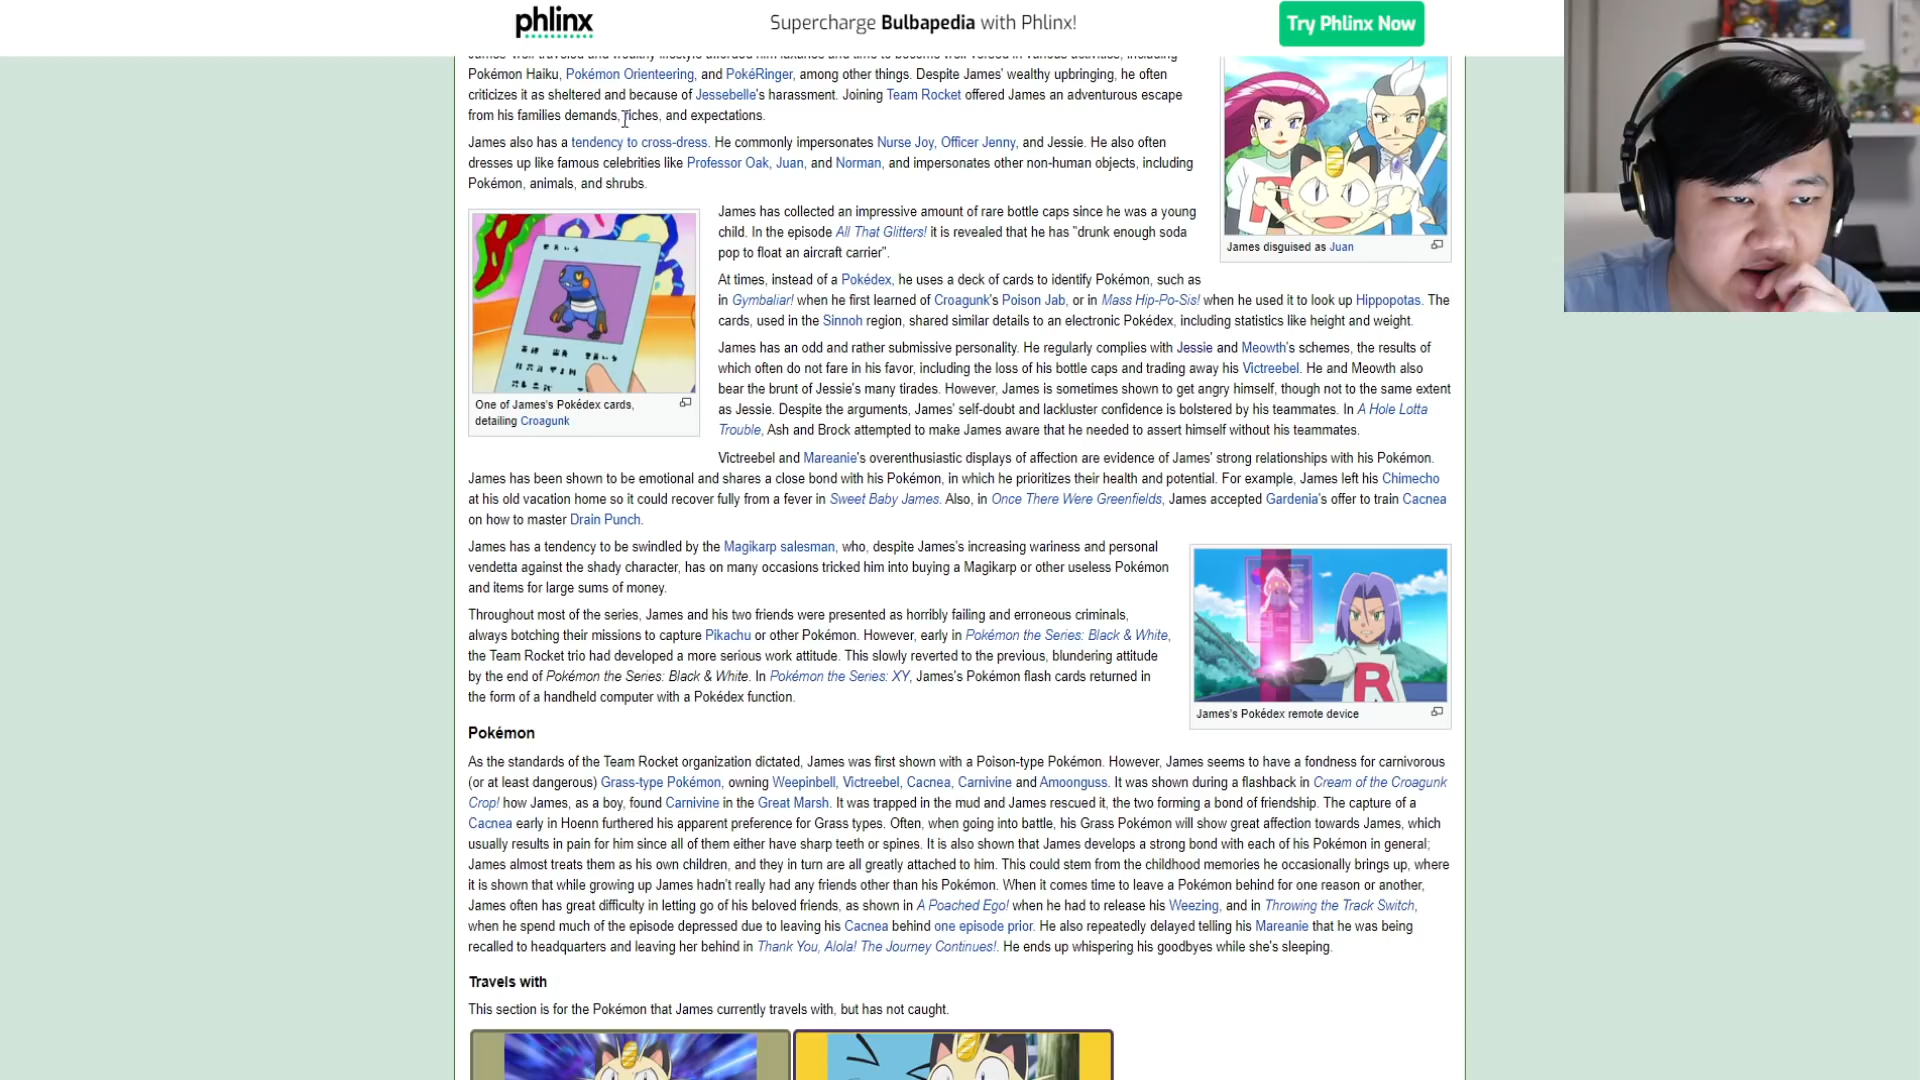 phlinx
Supercharge Bulbapedia with Phlinx!
Try Phlinx Now
James' well-traveled and wealthy lifestyle afforded him luxuries and time to become well-versed in various activities, including
Pokémon Haiku, Pokémon Orienteering, and PokéRinger, among other things. Despite James' wealthy upbringing, he often
criticizes it as sheltered and because of Jessebelle's harassment. Joining Team Rocket offered James an adventurous escape
from his families demands, riches, and expectations.
James also has a tendency to cross-dress. He commonly impersonates Nurse Joy, Officer Jenny, and Jessie. He also often
dresses up like famous celebrities like Professor Oak, Juan, and Norman, and impersonates other non-human objects, including
Pokémon, animals, and shrubs.
James disguised as Juan
James has collected an impressive amount of rare bottle caps since he was a young
child. In the episode All That Glitters! it is revealed that he has "drunk enough soda
pop to float an aircraft carrier".
At times, instead of a Pokédex, he uses a deck of cards to identify Pokémon, such as
in Gymbaliar! when he first learned of Croagunk's Poison Jab, or in Mass Hip-Po-Sis! when he used it to look up Hippopotas. The
cards, used in the Sinnoh region, shared similar details to an electronic Pokédex, including statistics like height and weight.
One of James's Pokédex cards,
detailing Croagunk
James has an odd and rather submissive personality. He regularly complies with Jessie and Meowth's schemes, the results of
which often do not fare in his favor, including the loss of his bottle caps and trading away his Victreebel. He and Meowth also
bear the brunt of Jessie's many tirades. However, James is sometimes shown to get angry himself, though not to the same extent
as Jessie. Despite the arguments, James' self-doubt and lackluster confidence is bolstered by his teammates. In A Hole Lotta
Trouble, Ash and Brock attempted to make James aware that he needed to assert himself without his teammates.
Victreebel and Mareanie's overenthusiastic displays of affection are evidence of James' strong relationships with his Pokémon.
James has been shown to be emotional and shares a close bond with his Pokémon, in which he prioritizes their health and potential. For example, James left his Chimecho
at his old vacation home so it could recover fully from a fever in Sweet Baby James. Also, in Once There Were Greenfields, James accepted Gardenia's offer to train Cacnea
on how to master Drain Punch.
James has a tendency to be swindled by the Magikarp salesman, who, despite James's increasing wariness and personal
vendetta against the shady character, has on many occasions tricked him into buying a Magikarp or other useless Pokémon
and items for large sums of money.
Throughout most of the series, James and his two friends were presented as horribly failing and erroneous criminals,
always botching their missions to capture Pikachu or other Pokémon. However, early in Pokémon the Series: Black & White,
the Team Rocket trio had developed a more serious work attitude. This slowly reverted to the previous, blundering attitude
by the end of Pokémon the Series: Black & White. In Pokémon the Series: XY, James's Pokémon flash cards returned in
the form of a handheld computer with a Pokédex function.
R
James's Pokédex remote device
Pokémon
As the standards of the Team Rocket organization dictated, James was first shown with a Poison-type Pokémon. However, James seems to have a fondness for carnivorous
(or at least dangerous) Grass-type Pokémon, owning Weepinbell, Victreebel, Cacnea, Carnivine and Amoonguss. It was shown during a flashback in Cream of the Croagunk
Crop! how James, as a boy, found Carnivine in the Great Marsh. It was trapped in the mud and James rescued it, the two forming a bond of friendship. The capture of a
Cacnea early in Hoenn furthered his apparent preference for Grass types. Often, when going into battle, his Grass Pokémon will show great affection towards James, which
usually results in pain for him since all of them either have sharp teeth or spines. It is also shown that James develops a strong bond with each of his Pokémon in general;
James almost treats them as his own children, and they in turn are all greatly attached to him. This could stem from the childhood memories he occasionally brings up, where
it is shown that while growing up James hadn't really had any friends other than his Pokémon. When it comes time to leave a Pokémon behind for one reason or another,
James often has great difficulty in letting go of his beloved friends, as shown in A Poached Ego! when he had to release his Weezing, and in Throwing the Track Switch,
when he spend much of the episode depressed due to leaving his Cacnea behind one episode prior. He also repeatedly delayed telling his Mareanie that he was being
recalled to headquarters and leaving her behind in Thank You, Alola! The Journey Continues!. He ends up whispering his goodbyes while she's sleeping.
Travels with
This section is for the Pokémon that James currently travels with, but has not caught.